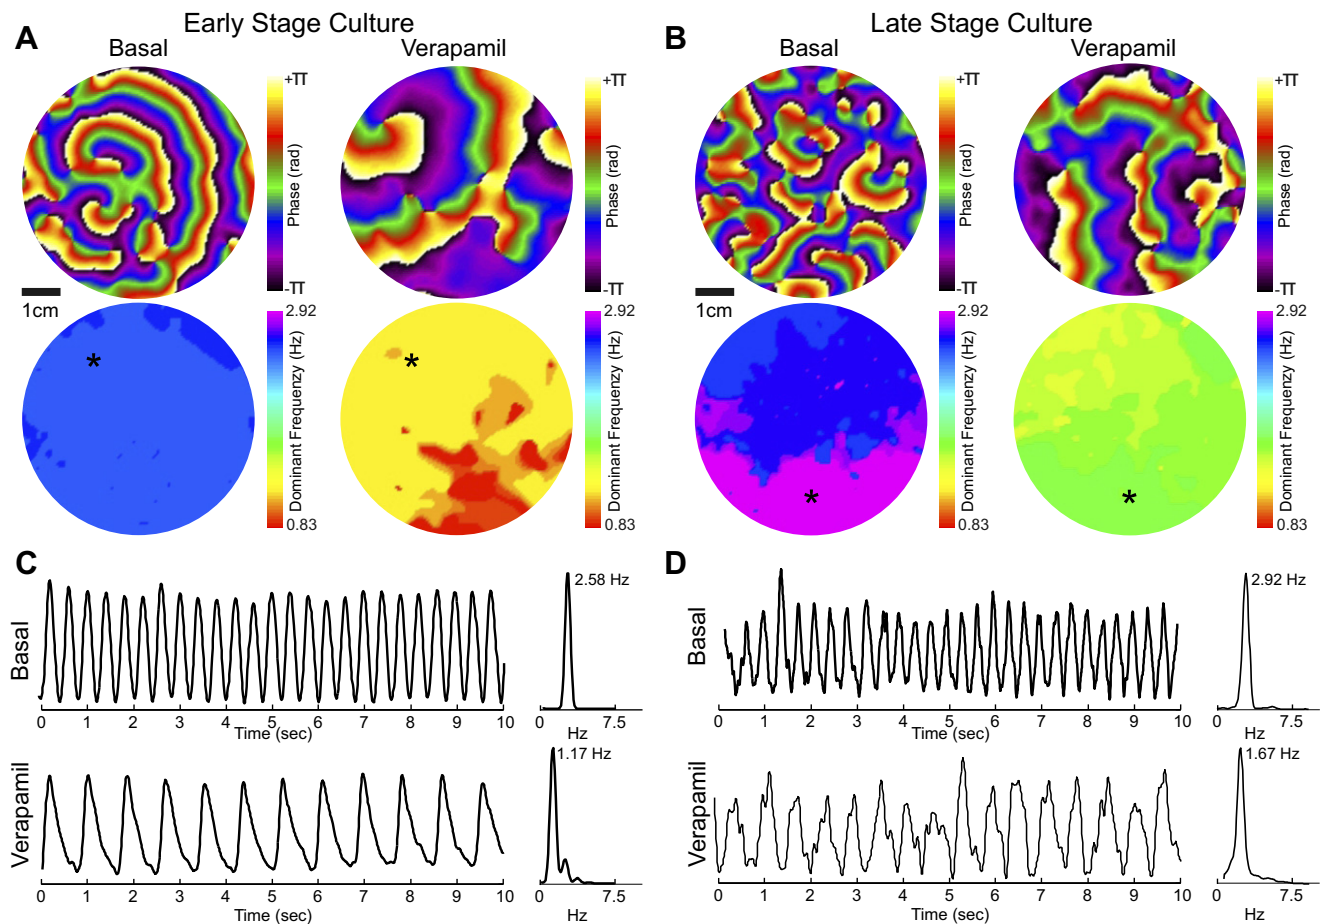 A
Early Stage Culture
Basal
Verapamil
+π
Phase (rad)
-π
+π
Phase (rad)
-π
1cm
2.92
Dominant Frequenzy (Hz)
0.83
2.92
Dominant Frequenzy (Hz)
0.83
*
*
B
Late Stage Culture
Basal
Verapamil
+π
Phase (rad)
-π
+π
Phase (rad)
-π
1cm
2.92
Dominant Frequenzy (Hz)
0.83
2.92
Dominant Frequenzy (Hz)
0.83
*
*
C
Basal
0 1 2 3 4 5 6 7 8 9 10
Time (sec)
2.58 Hz
0 7.5
Hz
Verapamil
0 1 2 3 4 5 6 7 8 9 10
Time (sec)
1.17 Hz
0 7.5
Hz
D
Basal
0 1 2 3 4 5 6 7 8 9 10
Time (sec)
2.92 Hz
0 7.5
Hz
Verapamil
0 1 2 3 4 5 6 7 8 9 10
Time (sec)
1.67 Hz
0 7.5
Hz